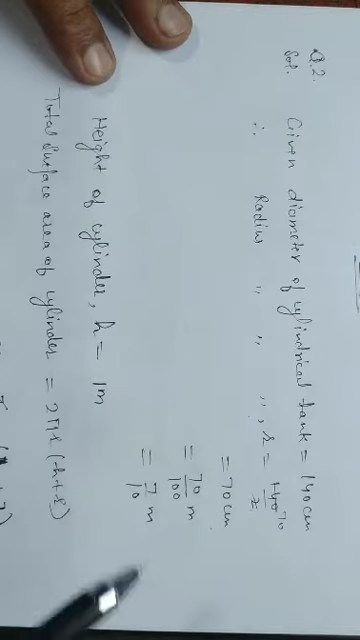 Q.2.
Sol. Given diameter of cylindrical tank = 140 cm
∴ Radius " " ", r = 140/2 70
= 70 cm
= 70/100 m
= 7/10 m
Height of cylinder, h = 1m
Total surface area of cylinder = 2πr (h+r)